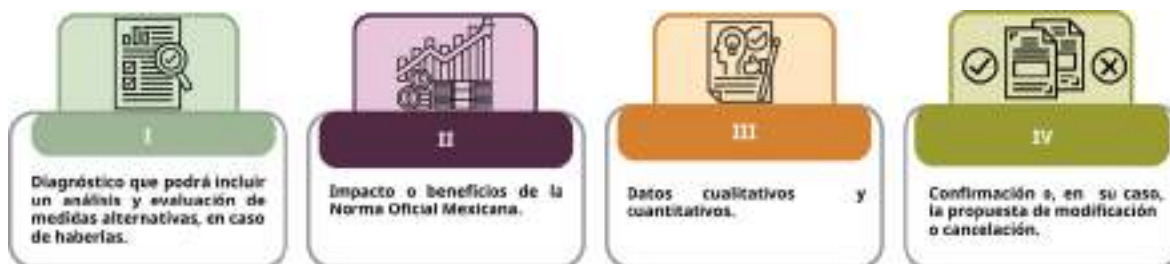 I
Diagnóstico que podrá incluir
un análisis y evaluación de
medidas alternativas, en caso
de haberlas.
II
Impacto o beneficios de la
Norma Oficial Mexicana.
III
Datos cualitativos y
cuantitativos.
IV
Confirmación o, en su caso,
la propuesta de modificación
o cancelación.